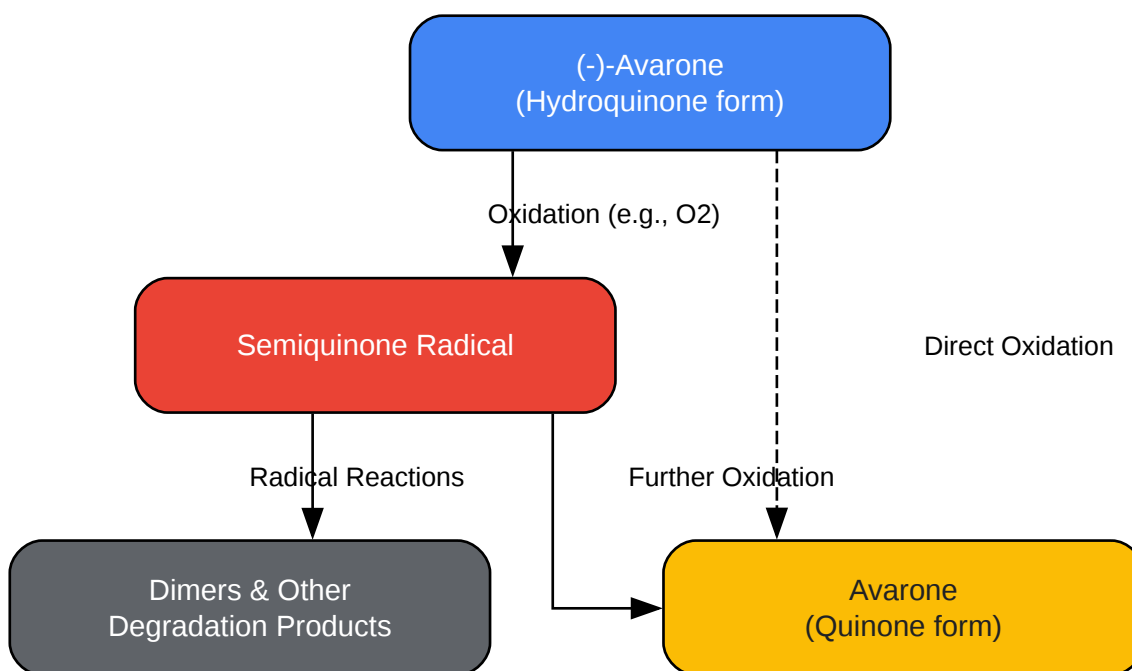 (-)-Avarone
(Hydroquinone form)
Oxidation (e.g., O2)
Semiquinone Radical
Direct Oxidation
Radical Reactions
Further Oxidation
Dimers & Other
Degradation Products
Avarone
(Quinone form)